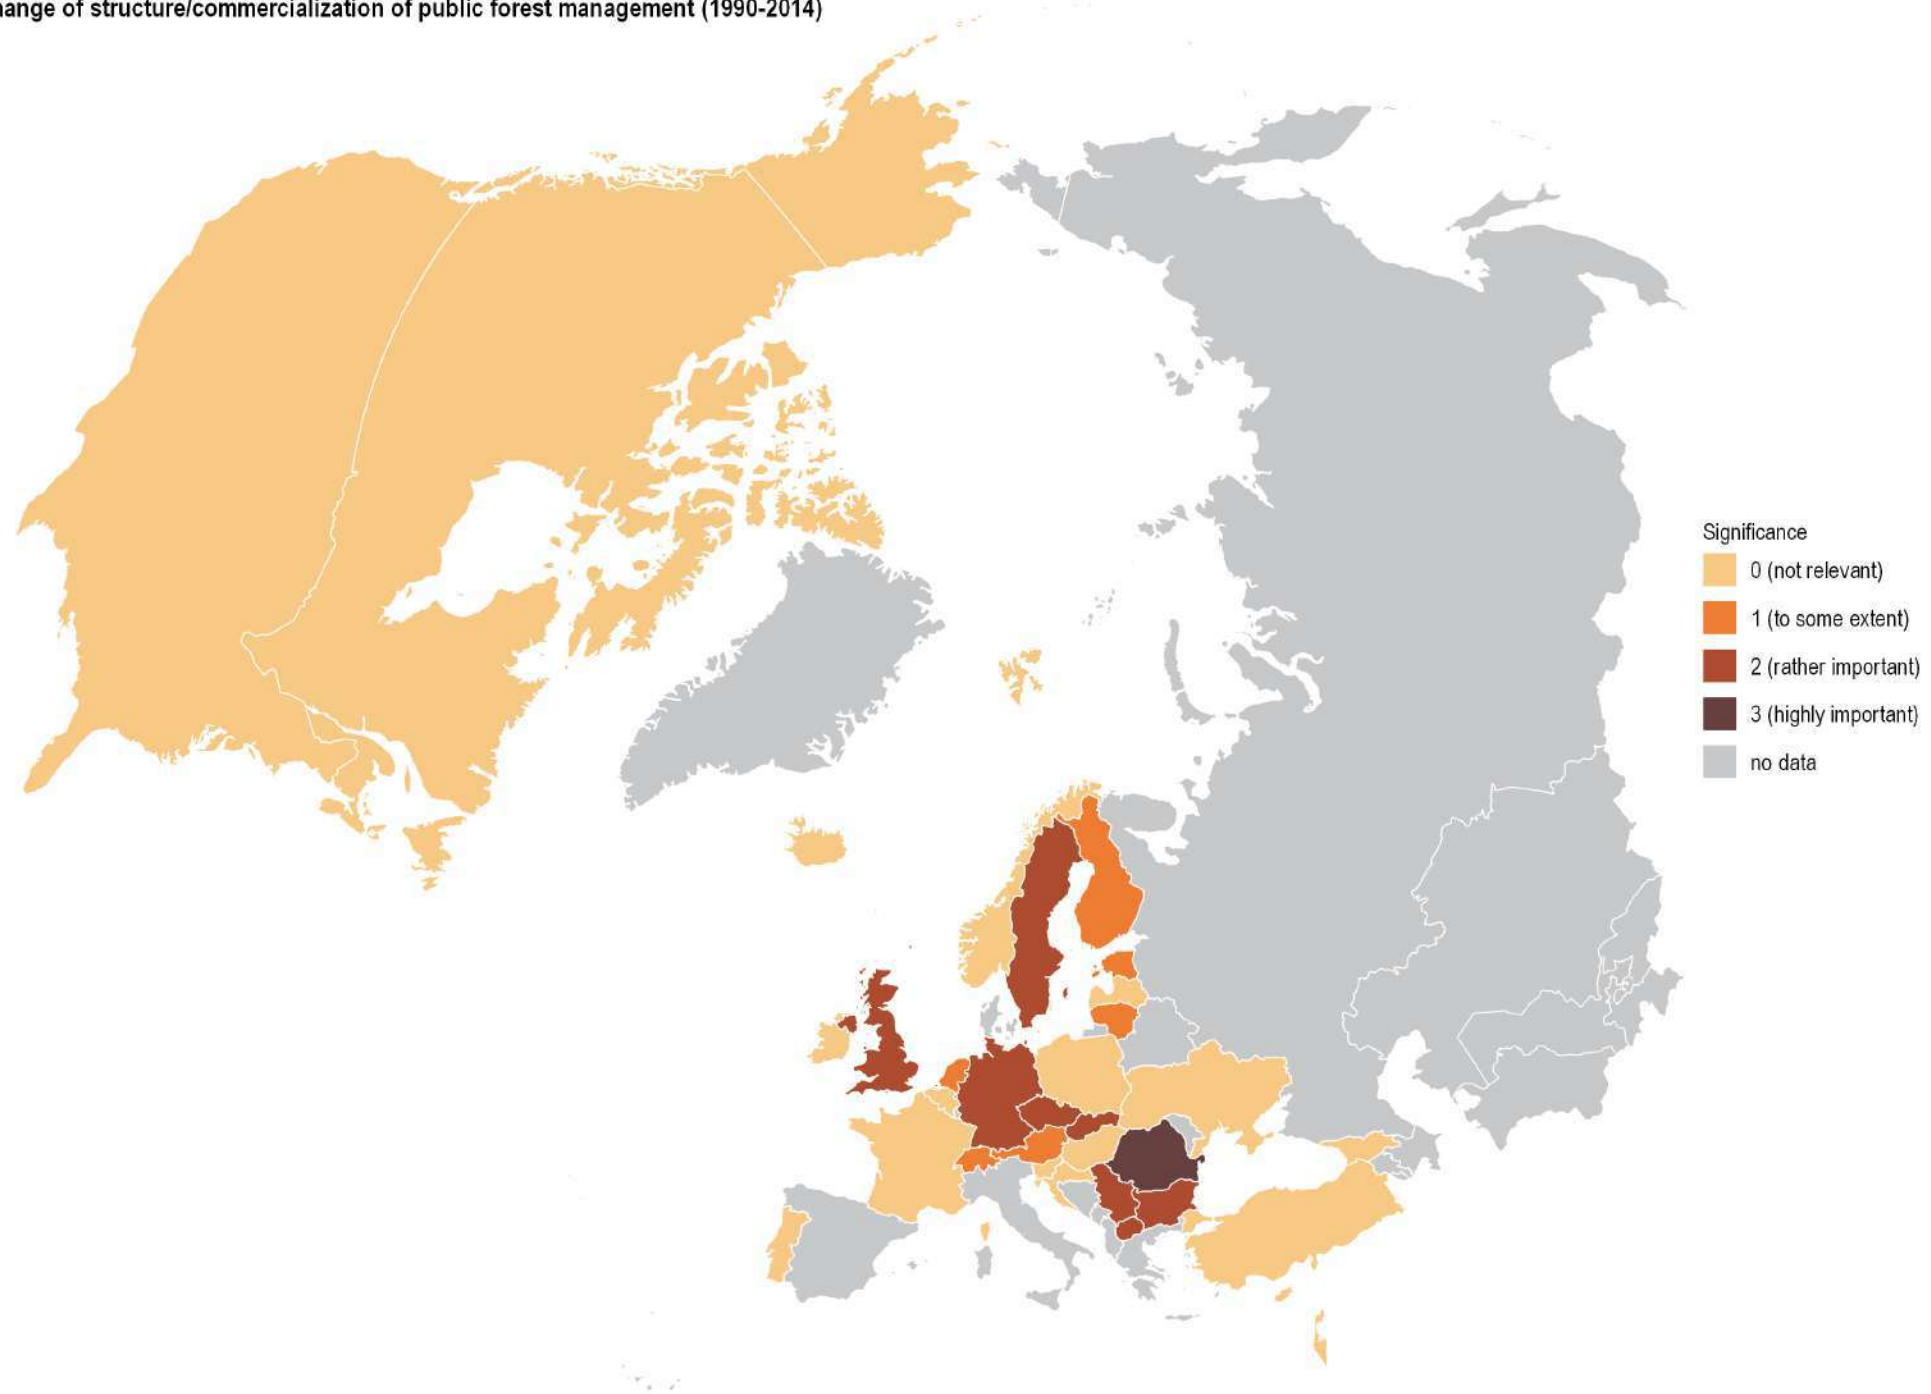 hange of structure/commercialization of public forest management (1990-2014)
Significance
0 (not relevant)
1 (to some extent)
2 (rather important)
3 (highly important)
no data